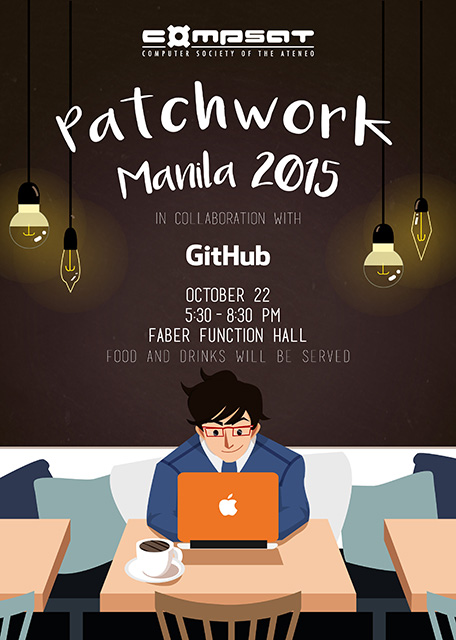 COMPSAT
COMPUTER SOCIETY OF THE ATENEO
Patchwork
Manila 2015
IN COLLABORATION WITH
GitHub
OCTOBER 22
5:30 - 8:30 PM
FABER FUNCTION HALL
FOOD AND DRINKS WILL BE SERVED